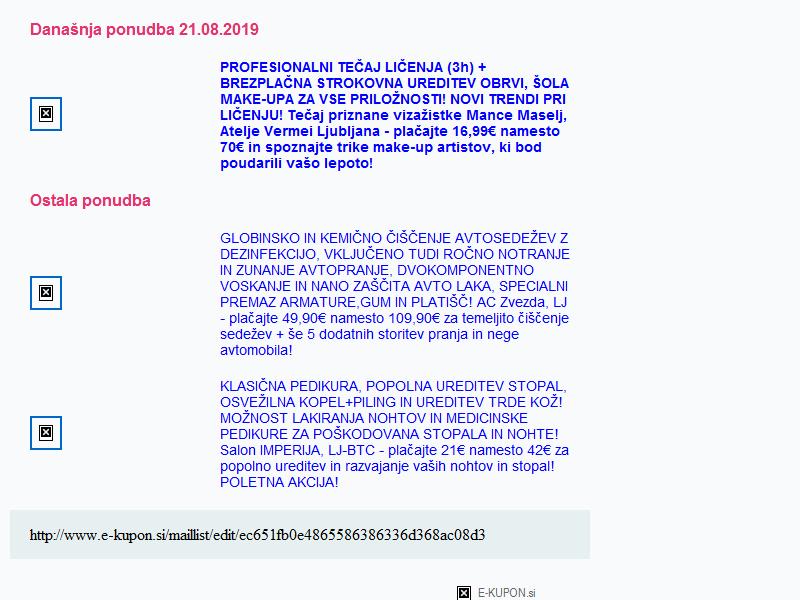 Današnja ponudba 21.08.2019
PROFESIONALNI TEČAJ LIČENJA (3h) +
BREZPLAČNA STROKOVNA UREDITEV OBRVI, ŠOLA
MAKE-UPA ZA VSE PRILOŽNOSTI! NOVI TRENDI PRI
LIČENJU! Tečaj priznane vizažistke Mance Maselj,
Atelje Vermei Ljubljana - plačajte 16,99€ namesto
70€ in spoznajte trike make-up artistov, ki bod
poudarili vašo lepoto!
Ostala ponudba
GLOBINSKO IN KEMIČNO ČIŠČENJE AVTOSEDEŽEV Z
DEZINFEKCIJO, VKLJUČENO TUDI ROČNO NOTRANJE
IN ZUNANJE AVTOPRANJE, DVOKOMPONENTNO
VOSKANJE IN NANO ZAŠČITA AVTO LAKA, SPECIALNI
PREMAZ ARMATURE,GUM IN PLATIŠČ! AC Zvezda, LJ
- plačajte 49,90€ namesto 109,90€ za temeljito čiščenje
sedežev + še 5 dodatnih storitev pranja in nege
avtomobila!
KLASIČNA PEDIKURA, POPOLNA UREDITEV STOPAL,
OSVEŽILNA KOPEL+PILING IN UREDITEV TRDE KOŽ!
MOŽNOST LAKIRANJA NOHTOV IN MEDICINSKE
PEDIKURE ZA POŠKODOVANA STOPALA IN NOHTE!
Salon IMPERIJA, LJ-BTC - plačajte 21€ namesto 42€ za
popolno ureditev in razvajanje vaših nohtov in stopal!
POLETNA AKCIJA!
http://www.e-kupon.si/maillist/edit/ec651fb0e4865586386336d368ac08d3
E-KUPON.si